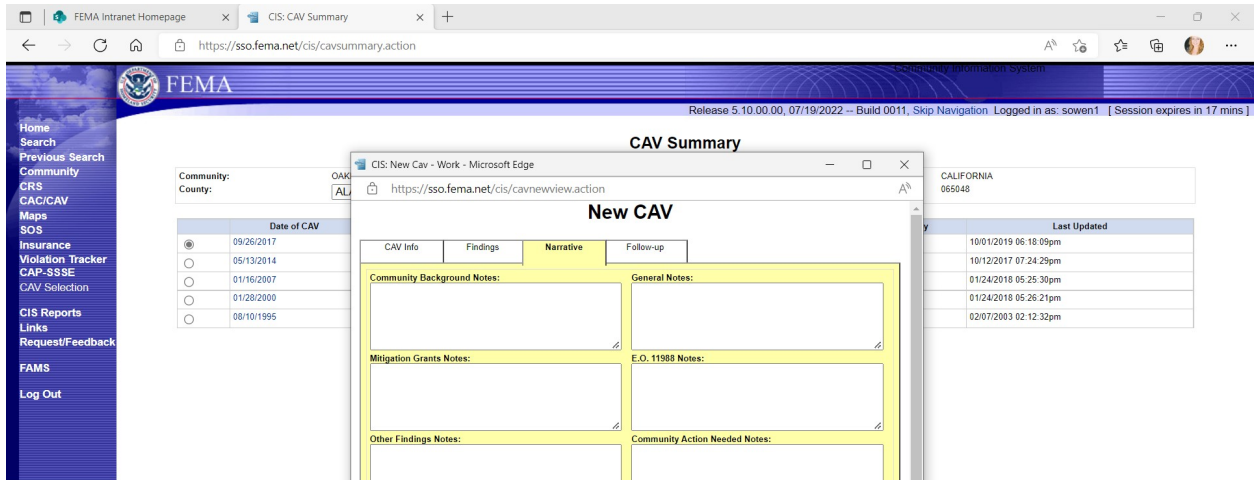 FEMA Intranet Homepage
CIS: CAV Summary
https://sso.fema.net/cis/cavsummary.action
FEMA
Community Information System
Release 5.10.00.00, 07/19/2022 -- Build 0011, Skip Navigation Logged in as: sowen1 [ Session expires in 17 mins ]
Home
Search
Previous Search
Community
CRS
CAC/CAV
Maps
SOS
Insurance
Violation Tracker
CAP-SSSE
CAV Selection
CIS Reports
Links
Request/Feedback
FAMS
Log Out
CAV Summary
Community: OAK
County: AL
CALIFORNIA
065048
Date of CAV
y Last Updated
09/26/2017 10/01/2019 06:18:09pm
05/13/2014 10/12/2017 07:24:29pm
01/16/2007 01/24/2018 05:25:30pm
01/28/2000 01/24/2018 05:26:21pm
08/10/1995 02/07/2003 02:12:32pm
CIS: New Cav - Work - Microsoft Edge
https://sso.fema.net/cis/cavnewview.action
New CAV
CAV Info Findings Narrative Follow-up
Community Background Notes: General Notes:
Mitigation Grants Notes: E.O. 11988 Notes:
Other Findings Notes: Community Action Needed Notes: